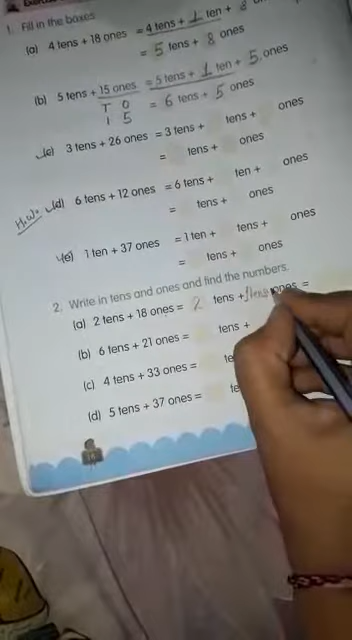 1. Fill in the boxes.
(a) 4 tens + 18 ones = 4 tens + 1 ten + 8
= 5 tens + 8 ones
(b) 5 tens + 15 ones = 5 tens + 1 ten + 5 ones
T O = 6 tens + 5 ones
1 5
(c) 3 tens + 26 ones = 3 tens + tens + ones
= tens + ones
H.W. (d) 6 tens + 12 ones = 6 tens + ten + ones
= tens + ones
(e) 1 ten + 37 ones = 1 ten + tens + ones
= tens + ones
2. Write in tens and ones and find the numbers.
(a) 2 tens + 18 ones = 2 tens + ones =
(b) 6 tens + 21 ones = tens +
(c) 4 tens + 33 ones = te
(d) 5 tens + 37 ones = te